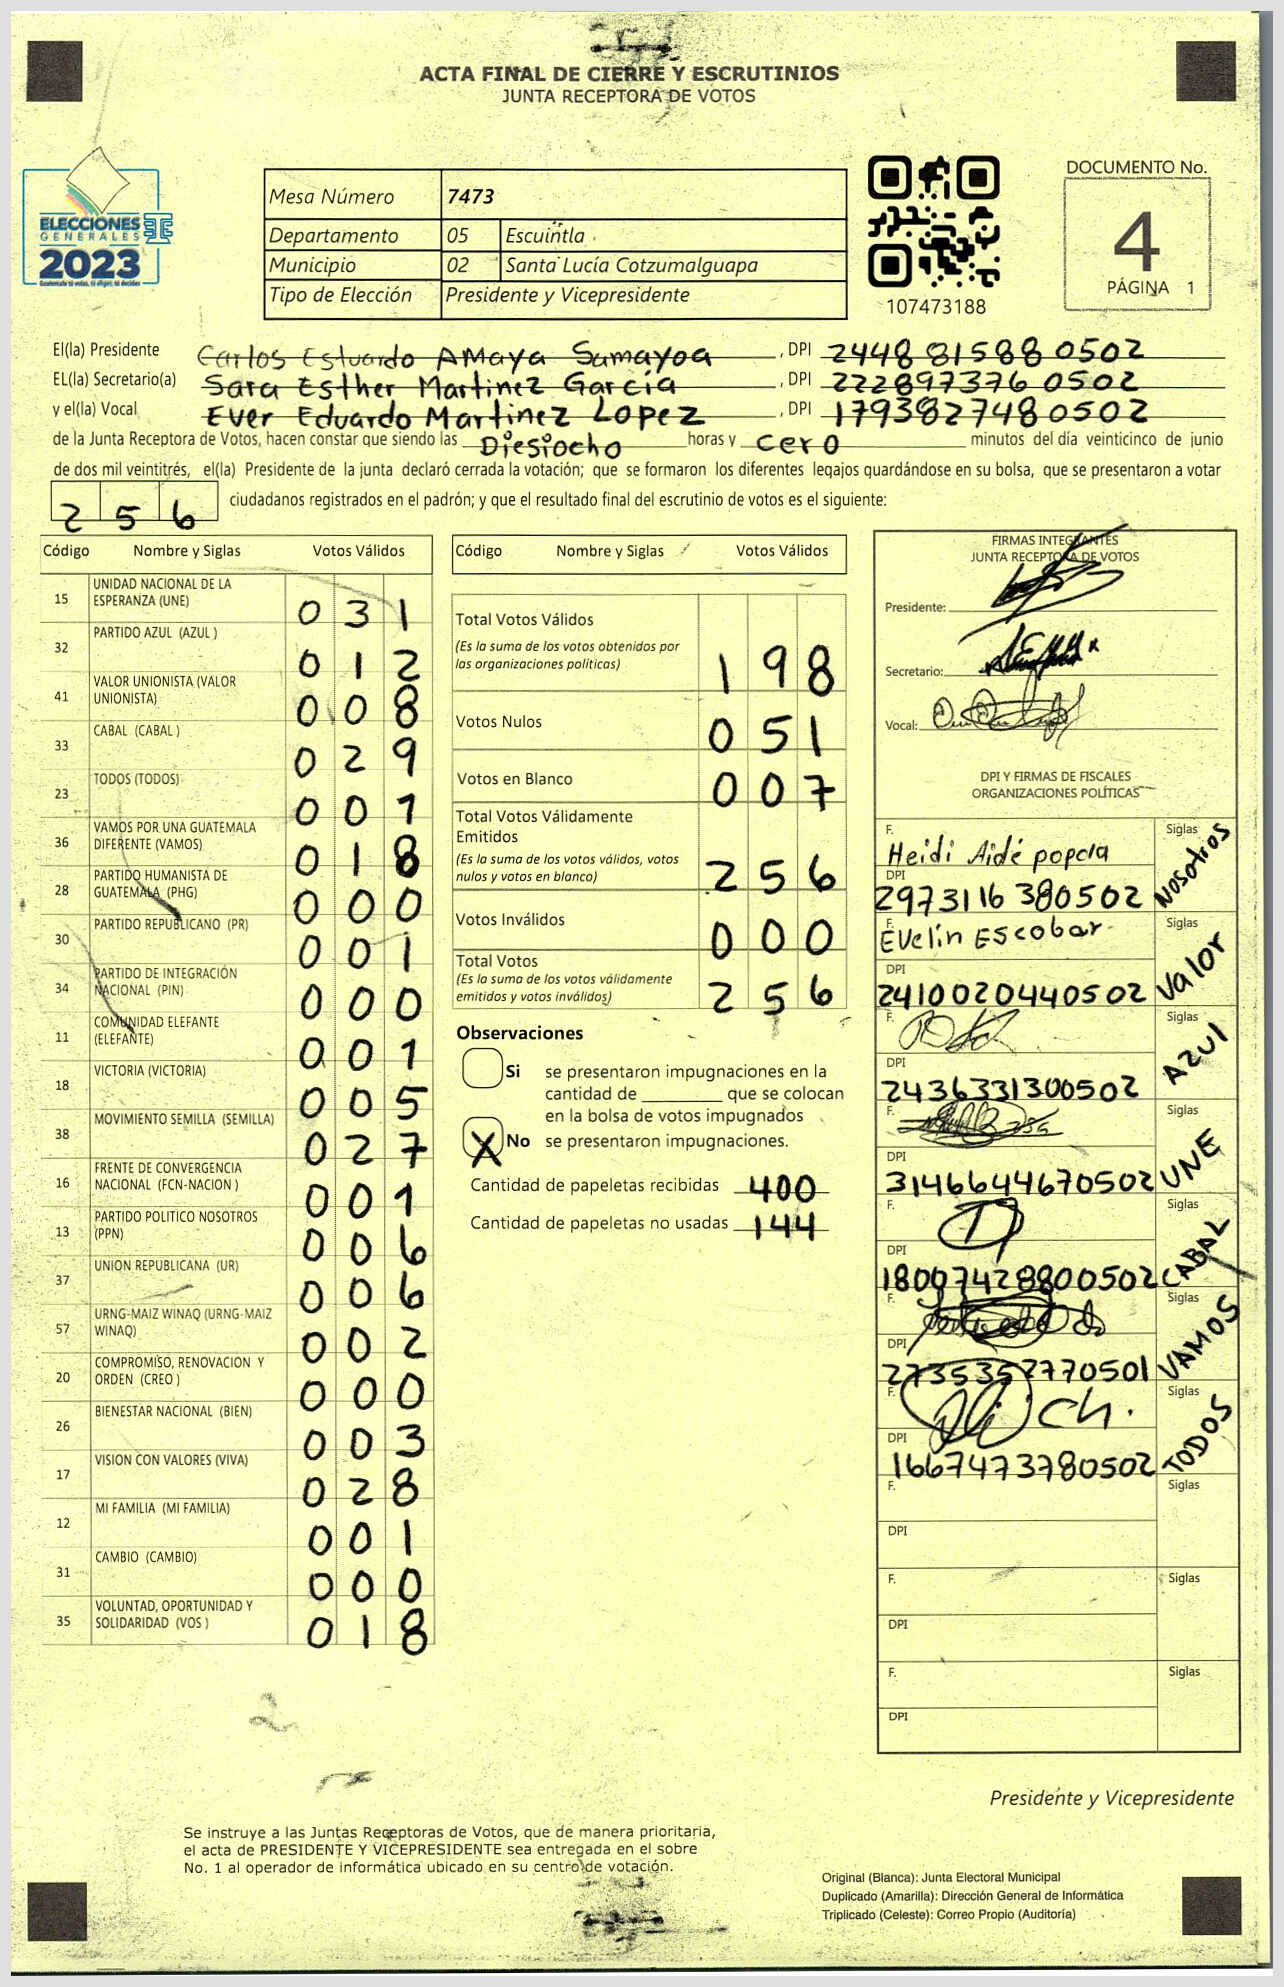 ACTA FINAL DE CIERRE Y ESCRUTINIOS
JUNTA RECEPTORA DE VOTOS
ELECCIONES
GENERALES
2023
Mesa Número 7473
Departamento 05 Escuintla
Municipio 02 Santa Lucía Cotzumalguapa
Tipo de Elección Presidente y Vicepresidente
107473188
DOCUMENTO No.
4
PÁGINA 1
El(la) Presidente Carlos Estuardo AMaya Samayoa , DPI 2448 81588 0502
EL(la) Secretario(a) Sara Esther Martinez García , DPI 222897376 0502
y el(la) Vocal Ever Eduardo Martinez Lopez , DPI 1793827480502
de la Junta Receptora de Votos, hacen constar que siendo las Diesiocho horas y cero minutos del día veinticinco de junio
de dos mil veintitrés, el(la) Presidente de la junta declaró cerrada la votación; que se formaron los diferentes legajos guardándose en su bolsa, que se presentaron a votar
2 5 6 ciudadanos registrados en el padrón; y que el resultado final del escrutinio de votos es el siguiente:
Código Nombre y Siglas Votos Válidos
15 UNIDAD NACIONAL DE LA ESPERANZA (UNE) 0 3 1
32 PARTIDO AZUL (AZUL ) 0 1 2
41 VALOR UNIONISTA (VALOR UNIONISTA) 0 0 8
33 CABAL (CABAL ) 0 2 9
23 TODOS (TODOS) 0 0 1
36 VAMOS POR UNA GUATEMALA DIFERENTE (VAMOS) 0 1 8
28 PARTIDO HUMANISTA DE GUATEMALA (PHG) 0 0 0
30 PARTIDO REPUBLICANO (PR) 0 0 1
34 PARTIDO DE INTEGRACIÓN NACIONAL (PIN) 0 0 0
11 COMUNIDAD ELEFANTE (ELEFANTE) 0 0 1
18 VICTORIA (VICTORIA) 0 0 5
38 MOVIMIENTO SEMILLA (SEMILLA) 0 2 7
16 FRENTE DE CONVERGENCIA NACIONAL (FCN-NACION ) 0 0 1
13 PARTIDO POLITICO NOSOTROS (PPN) 0 0 6
37 UNION REPUBLICANA (UR) 0 0 6
57 URNG-MAIZ WINAQ (URNG-MAIZ WINAQ) 0 0 2
20 COMPROMISO, RENOVACION Y ORDEN (CREO ) 0 0 0
26 BIENESTAR NACIONAL (BIEN) 0 0 3
17 VISION CON VALORES (VIVA) 0 2 8
12 MI FAMILIA (MI FAMILIA) 0 0 1
31 CAMBIO (CAMBIO) 0 0 0
35 VOLUNTAD, OPORTUNIDAD Y SOLIDARIDAD (VOS ) 0 1 8
2
Código Nombre y Siglas Votos Válidos
Total Votos Válidos
(Es la suma de los votos obtenidos por
las organizaciones políticas) 1 9 8
Votos Nulos 0 5 1
Votos en Blanco 0 0 7
Total Votos Válidamente
Emitidos
(Es la suma de los votos válidos, votos
nulos y votos en blanco) 2 5 6
Votos Inválidos 0 0 0
Total Votos
(Es la suma de los votos válidamente
emitidos y votos inválidos) 2 5 6
Observaciones
Si se presentaron impugnaciones en la
cantidad de ________ que se colocan
en la bolsa de votos impugnados
X No se presentaron impugnaciones.
Cantidad de papeletas recibidas 400
Cantidad de papeletas no usadas 144
FIRMAS INTEGRANTES
JUNTA RECEPTORA DE VOTOS
Presidente:
Secretario:
Vocal:
DPI Y FIRMAS DE FISCALES
ORGANIZACIONES POLÍTICAS
F. Heidi Aidé popola Siglas Nosotros
DPI 2973116 380502
F. Evelin Escobar Siglas Valor
DPI 2410020440502
F. Siglas AZUl
DPI 2436331300502
F. Siglas UNE
DPI 3146644670502
F. Siglas CABAL
DPI 18007428800502
F. Siglas VAMOS
DPI 2735352770501
F. Ch. Siglas TODOS
DPI 1667473780502
F. Siglas
DPI
F. Siglas
DPI
F. Siglas
DPI
Presidente y Vicepresidente
Se instruye a las Juntas Receptoras de Votos, que de manera prioritaria,
el acta de PRESIDENTE Y VICEPRESIDENTE sea entregada en el sobre
No. 1 al operador de informática ubicado en su centro de votación.
Original (Blanca): Junta Electoral Municipal
Duplicado (Amarilla): Dirección General de Informática
Triplicado (Celeste): Correo Propio (Auditoría)